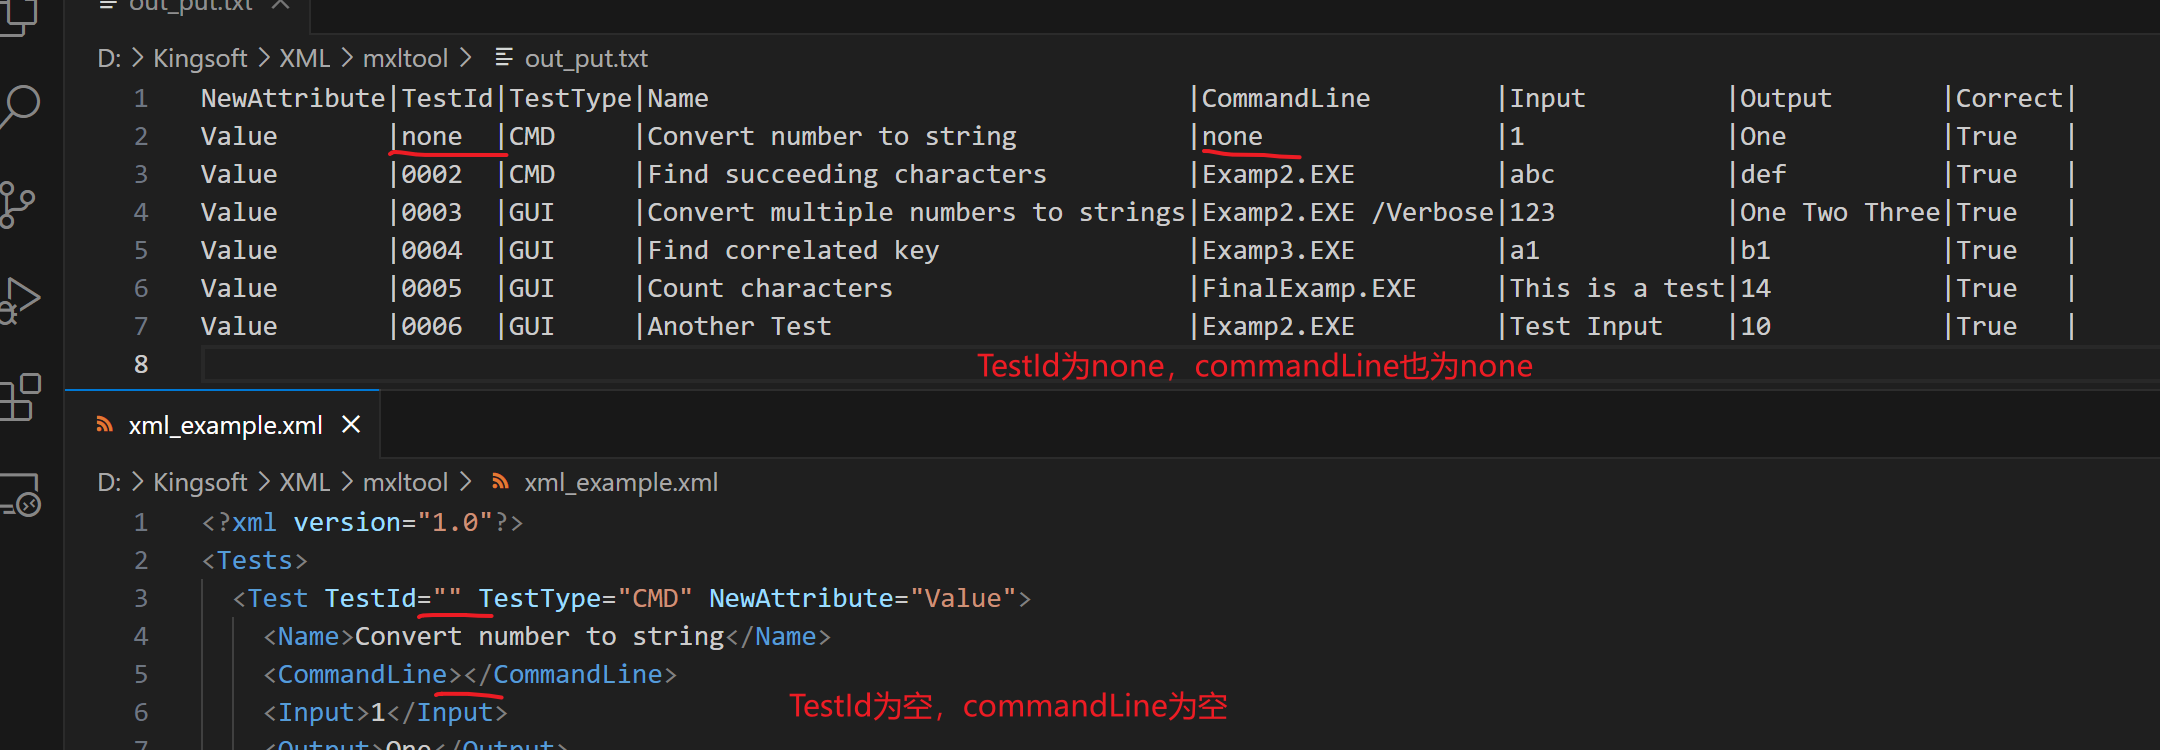 out_put.txt
D: > Kingsoft > XML > mxltool > out_put.txt
1 NewAttribute|TestId|TestType|Name |CommandLine |Input |Output |Correct|
2 Value |none |CMD |Convert number to string |none |1 |One |True |
3 Value |0002 |CMD |Find succeeding characters |Examp2.EXE |abc |def |True |
4 Value |0003 |GUI |Convert multiple numbers to strings|Examp2.EXE /Verbose|123 |One Two Three|True |
5 Value |0004 |GUI |Find correlated key |Examp3.EXE |a1 |b1 |True |
6 Value |0005 |GUI |Count characters |FinalExamp.EXE |This is a test|14 |True |
7 Value |0006 |GUI |Another Test |Examp2.EXE |Test Input |10 |True |
8
TestId为none，commandLine也为none
xml_example.xml
D: > Kingsoft > XML > mxltool > xml_example.xml
1 <?xml version="1.0"?>
2 <Tests>
3 <Test TestId="" TestType="CMD" NewAttribute="Value">
4 <Name>Convert number to string</Name>
5 <CommandLine></CommandLine>
6 <Input>1</Input>
TestId为空，commandLine为空
7 <Output>One</Output>